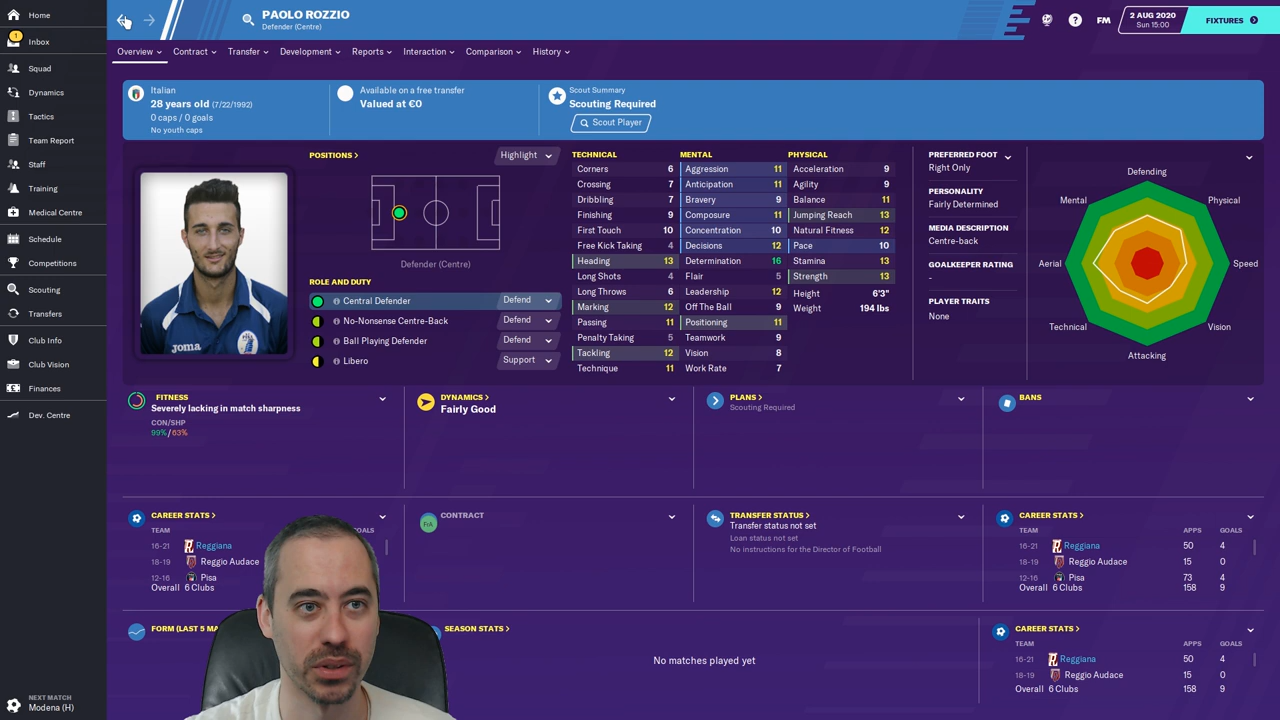 PAOLO ROZZIO
Defender (Centre)
FM
2 AUG 2020
Sun 15:00
FIXTURES
Home
1
Inbox
Squad
Dynamics
Tactics
Team Report
Staff
Training
Medical Centre
Schedule
Competitions
Scouting
Transfers
Club Info
Club Vision
Finances
Dev. Centre
NEXT MATCH
Modena (H)
Overview
Contract
Transfer
Development
Reports
Interaction
Comparison
History
Italian
28 years old (7/22/1992)
0 caps / 0 goals
No youth caps
Available on a free transfer
Valued at €0
Scout Summary
Scouting Required
Scout Player
joma
POSITIONS
Highlight
Defender (Centre)
ROLE AND DUTY
Central Defender Defend
No-Nonsense Centre-Back Defend
Ball Playing Defender Defend
Libero Support
TECHNICAL
Corners 6
Crossing 7
Dribbling 7
Finishing 9
First Touch 10
Free Kick Taking 4
Heading 13
Long Shots 4
Long Throws 6
Marking 12
Passing 11
Penalty Taking 5
Tackling 12
Technique 11
MENTAL
Aggression 11
Anticipation 11
Bravery 9
Composure 11
Concentration 10
Decisions 12
Determination 16
Flair 5
Leadership 12
Off The Ball 9
Positioning 11
Teamwork 9
Vision 8
Work Rate 7
PHYSICAL
Acceleration 9
Agility 9
Balance 11
Jumping Reach 13
Natural Fitness 12
Pace 10
Stamina 13
Strength 13
Height 6'3"
Weight 194 lbs
PREFERRED FOOT
Right Only
PERSONALITY
Fairly Determined
MEDIA DESCRIPTION
Centre-back
GOALKEEPER RATING
-
PLAYER TRAITS
None
Defending
Mental
Physical
Aerial
Speed
Technical
Vision
Attacking
FITNESS
Severely lacking in match sharpness
CON/SHP
99%/63%
DYNAMICS
Fairly Good
PLANS
Scouting Required
BANS
CAREER STATS
TEAM
GOALS
16-21 Reggiana
18-19 Reggio Audace
12-16 Pisa
Overall 6 Clubs
CONTRACT
FrA
TRANSFER STATUS
Transfer status not set
Loan status not set
No instructions for the Director of Football
CAREER STATS
TEAM APPS GOALS
16-21 Reggiana 50 4
18-19 Reggio Audace 15 0
12-16 Pisa 73 4
Overall 6 Clubs 158 9
FORM (LAST 5 MA
SEASON STATS
No matches played yet
CAREER STATS
TEAM APPS GOALS
16-21 Reggiana 50 4
18-19 Reggio Audace 15 0
Overall 6 Clubs 158 9